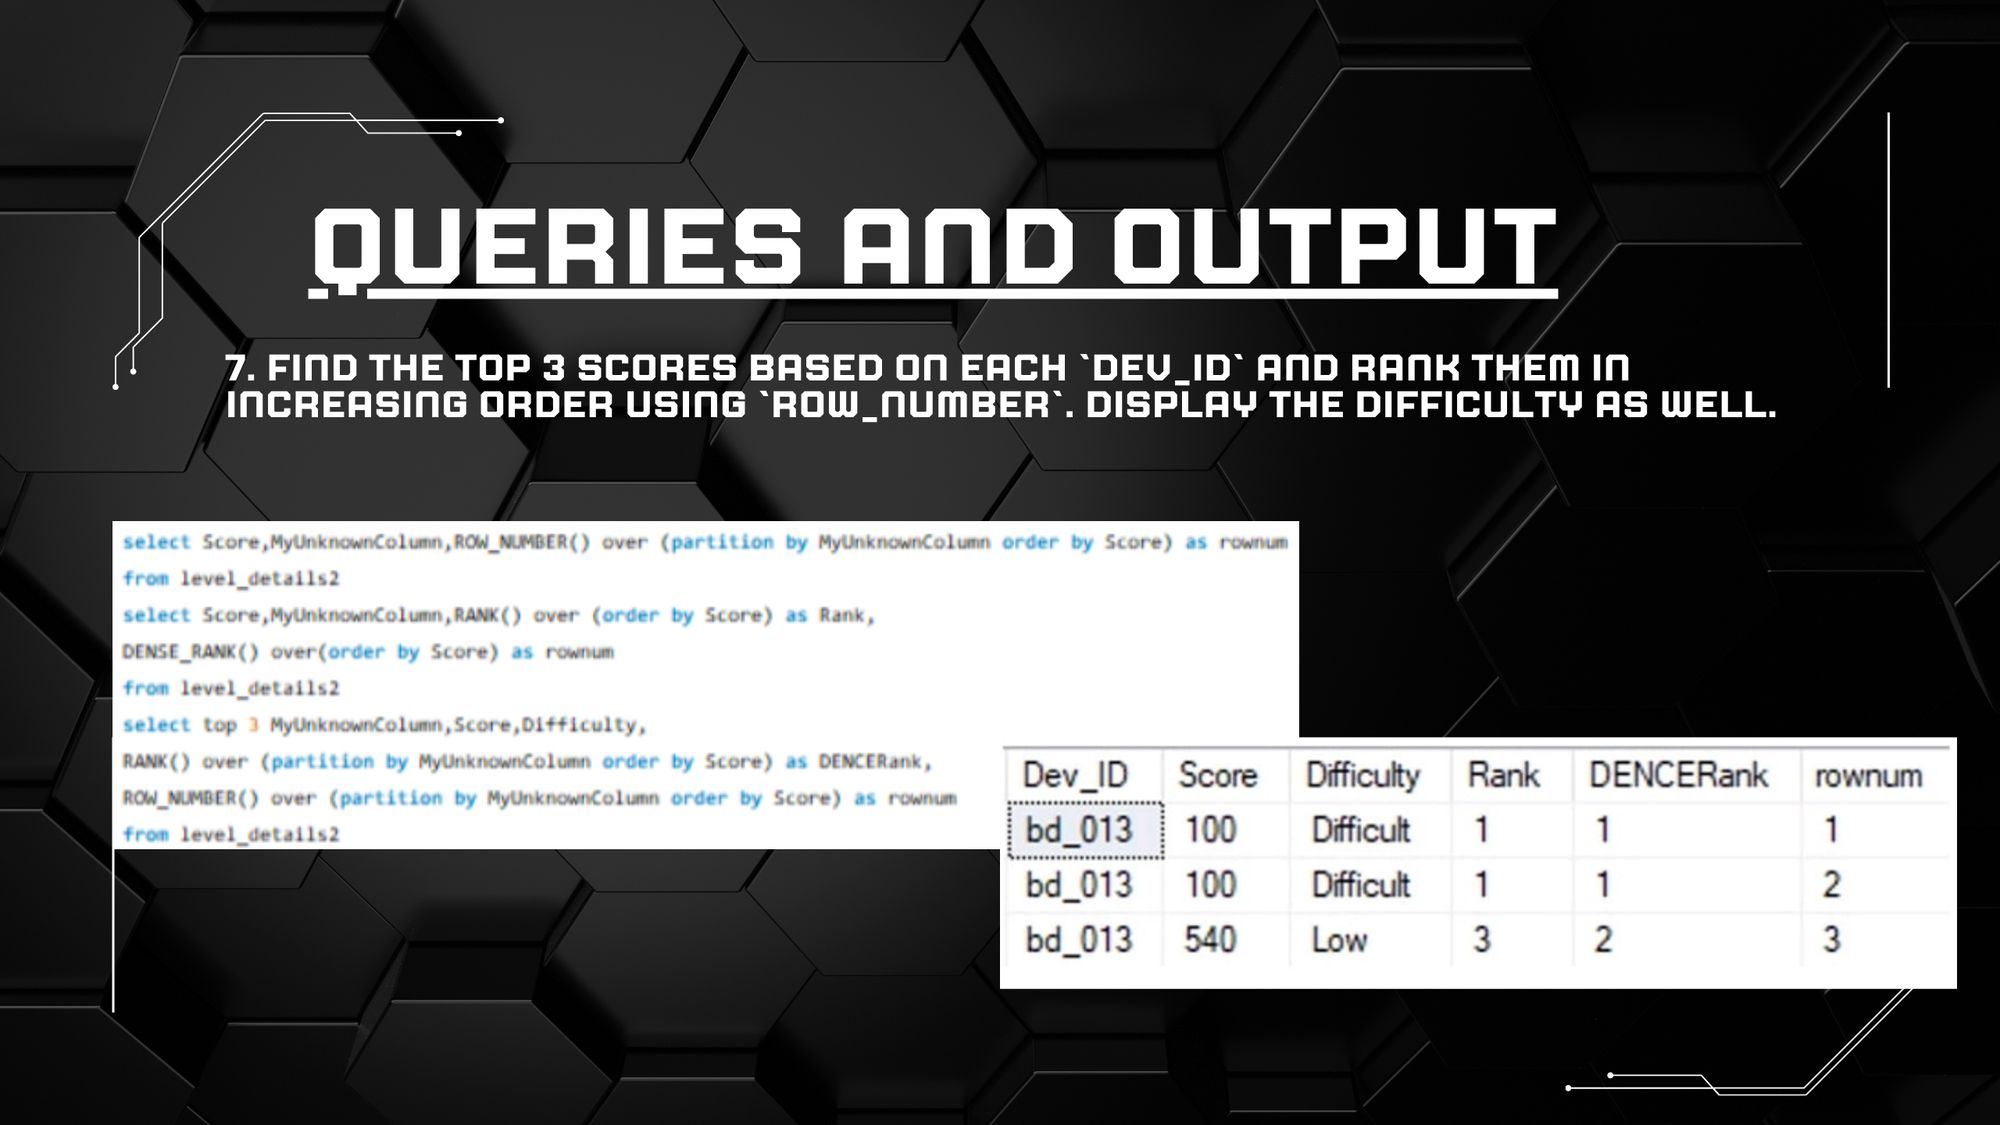 QUERIES AND OUTPUT
7. FIND THE TOP 3 SCORES BASED ON EACH `DEV_ID` AND RANK THEM IN
INCREASING ORDER USING `ROW_NUMBER`. DISPLAY THE DIFFICULTY AS WELL.
select Score,MyUnknownColumn,ROW_NUMBER() over (partition by MyUnknownColumn order by Score) as rownum
from level_details2
select Score,MyUnknownColumn,RANK() over (order by Score) as Rank,
DENSE_RANK() over(order by Score) as rownum
from level_details2
select top 3 MyUnknownColumn,Score,Difficulty,
RANK() over (partition by MyUnknownColumn order by Score) as DENCERank,
ROW_NUMBER() over (partition by MyUnknownColumn order by Score) as rownum
from level_details2
Dev_ID Score Difficulty Rank DENCERank rownum
bd_013 100 Difficult 1 1 1
bd_013 100 Difficult 1 1 2
bd_013 540 Low 3 2 3